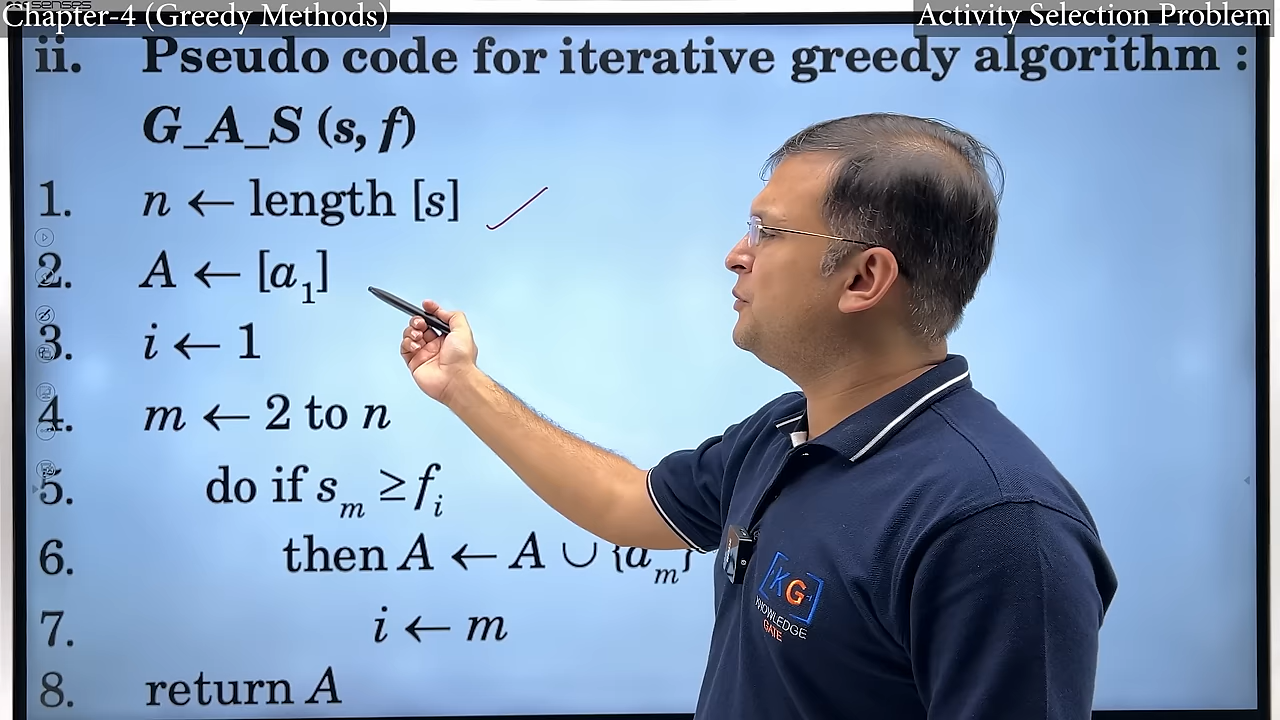 Chapter-4 (Greedy Methods)
Activity Selection Problem
ii. Pseudo code for iterative greedy algorithm :
G_A_S (s, f)
1. n ← length [s]
2. A ← [a₁]
3. i ← 1
4. m ← 2 to n
5. do if sₘ ≥ fᵢ
6. then A ← A ∪ {aₘ}
7. i ← m
8. return A
KG
KNOWLEDGE
GATE